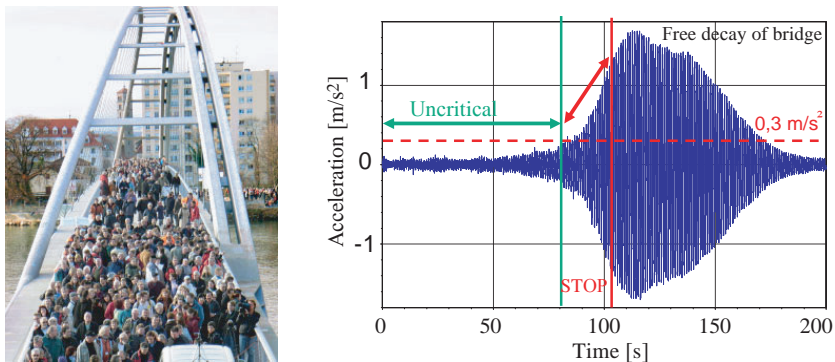 Free decay of bridge
Acceleration [m/s2]
1
0
-1
Uncritical
0,3 m/s²
STOP
0
50
100
150
200
Time [s]